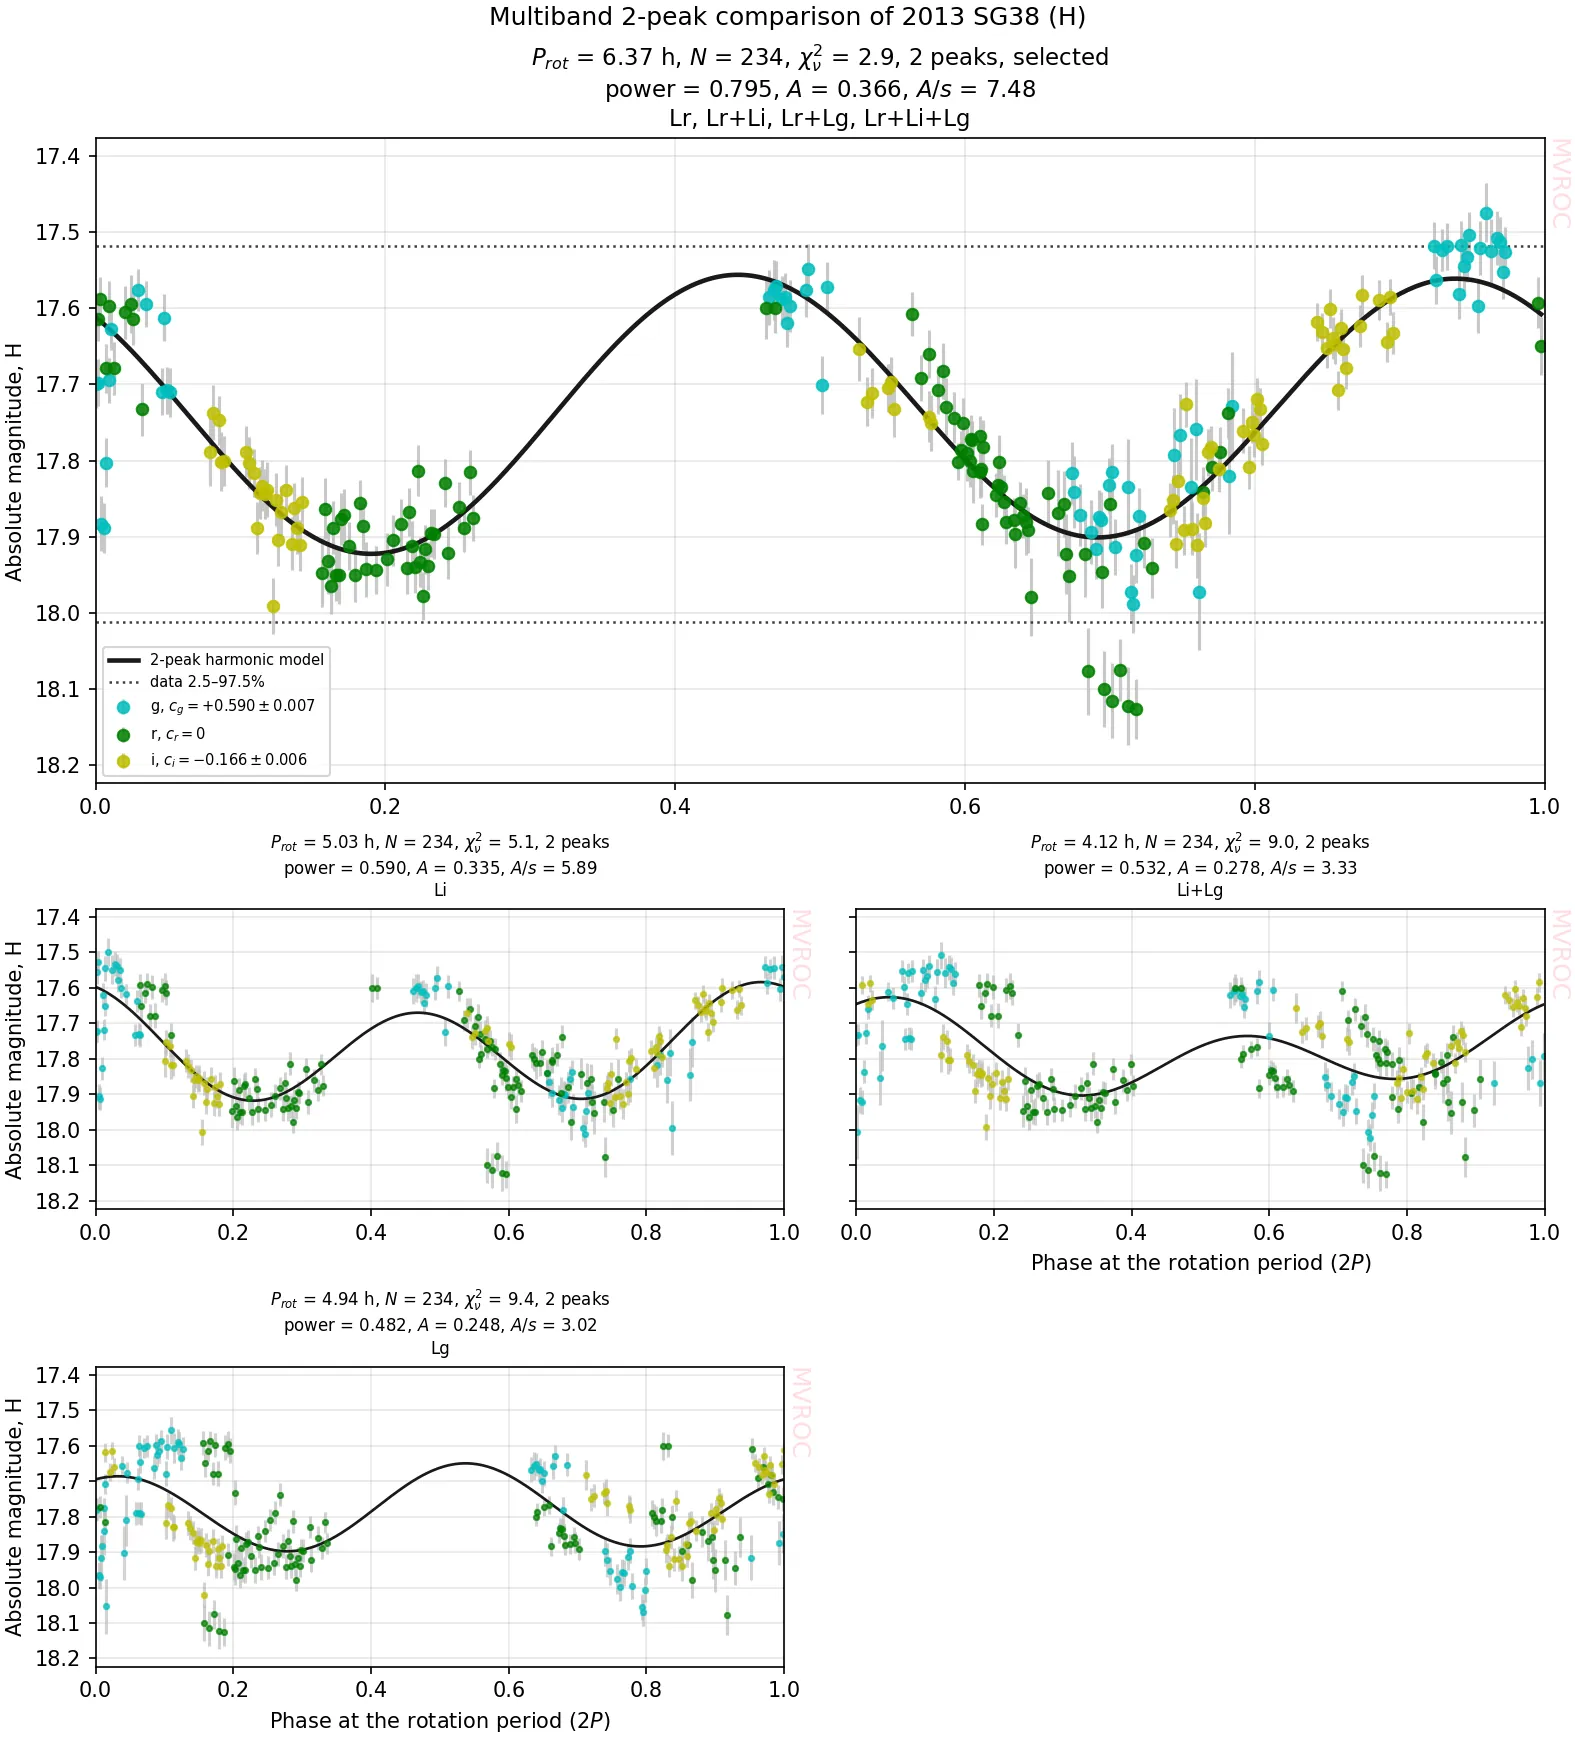 Multiband 2-peak comparison of 2013 SG38 (H)
P_rot = 6.37 h, N = 234, χ²_ν = 2.9, 2 peaks, selected
power = 0.795, A = 0.366, A/s = 7.48
Lr, Lr+Li, Lr+Lg, Lr+Li+Lg
MVROC
Absolute magnitude, H
17.4
17.5
17.6
17.7
17.8
17.9
18.0
18.1
18.2
2-peak harmonic model
data 2.5–97.5%
g, c_g = +0.590 ± 0.007
r, c_r = 0
i, c_i = −0.166 ± 0.006
0.0 0.2 0.4 0.6 0.8 1.0
P_rot = 5.03 h, N = 234, χ²_ν = 5.1, 2 peaks
power = 0.590, A = 0.335, A/s = 5.89
Li
MVROC
Absolute magnitude, H
17.4
17.5
17.6
17.7
17.8
17.9
18.0
18.1
18.2
0.0 0.2 0.4 0.6 0.8 1.0
P_rot = 4.12 h, N = 234, χ²_ν = 9.0, 2 peaks
power = 0.532, A = 0.278, A/s = 3.33
Li+Lg
MVROC
0.0 0.2 0.4 0.6 0.8 1.0
Phase at the rotation period (2P)
P_rot = 4.94 h, N = 234, χ²_ν = 9.4, 2 peaks
power = 0.482, A = 0.248, A/s = 3.02
Lg
MVROC
Absolute magnitude, H
17.4
17.5
17.6
17.7
17.8
17.9
18.0
18.1
18.2
0.0 0.2 0.4 0.6 0.8 1.0
Phase at the rotation period (2P)